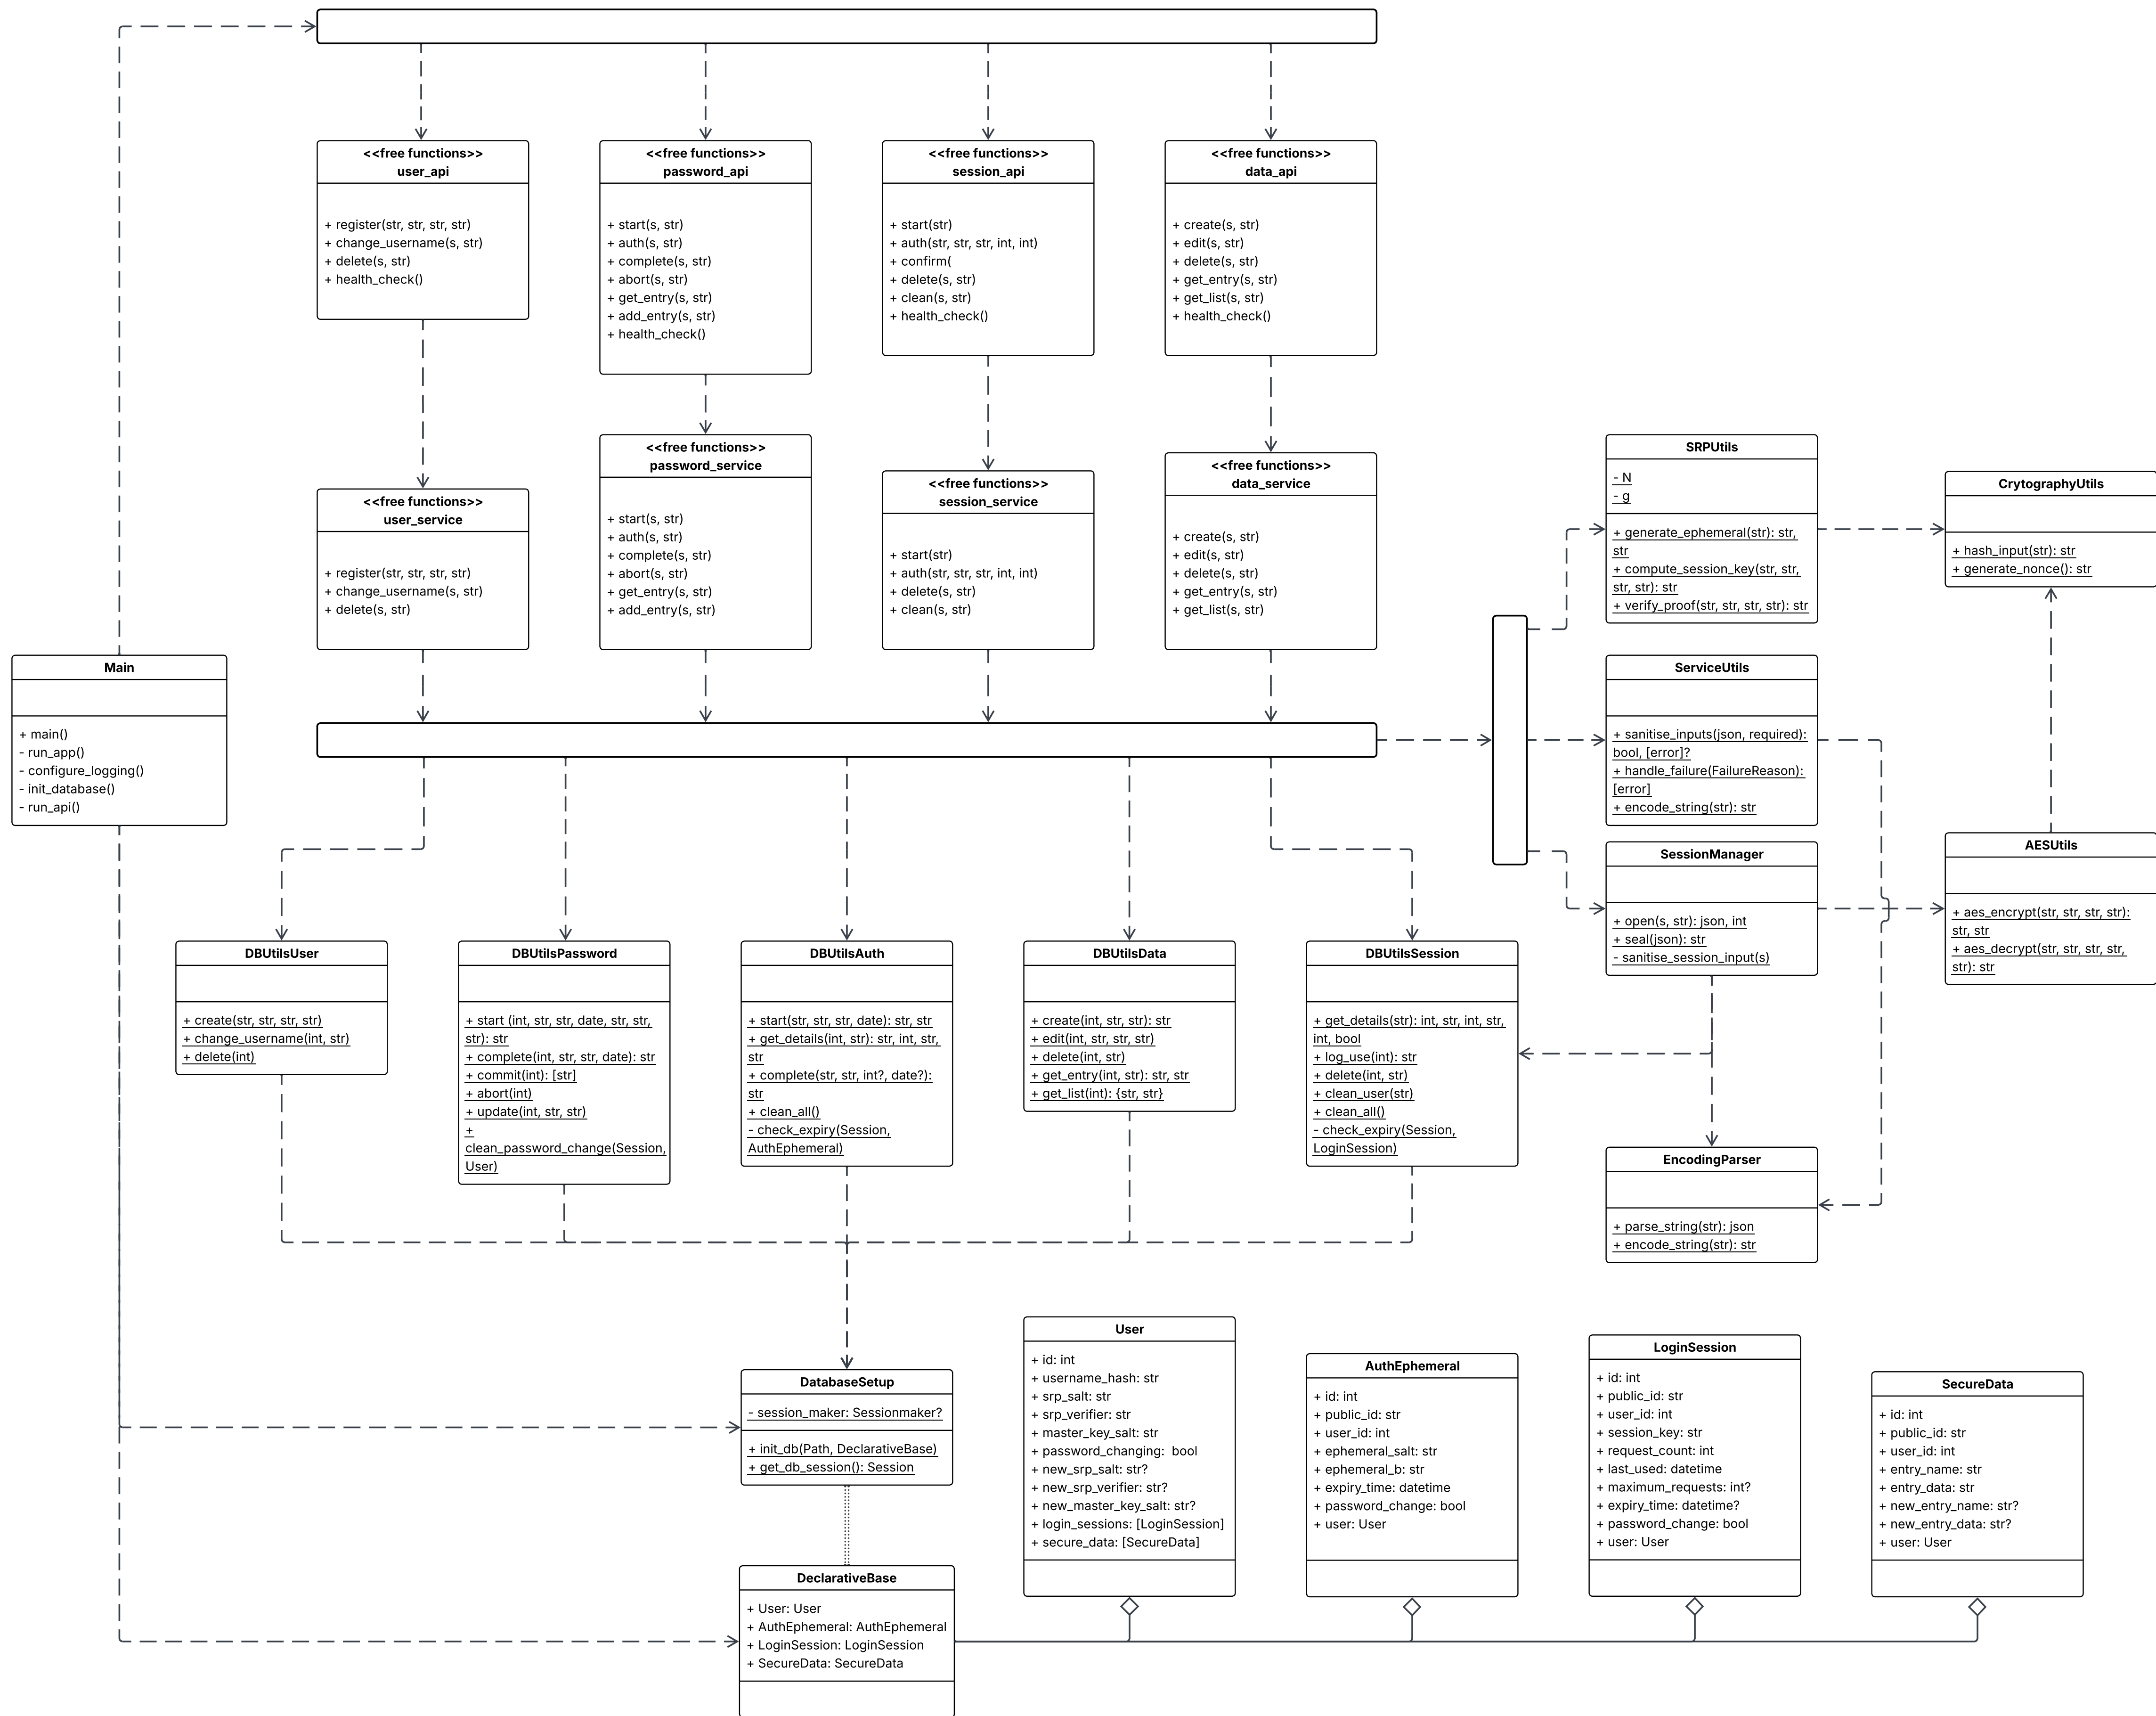 <<free functions>>
user_api
+ register(str, str, str, str)
+ change_username(s, str)
+ delete(s, str)
+ health_check()
<<free functions>>
password_api
+ start(s, str)
+ auth(s, str)
+ complete(s, str)
+ abort(s, str)
+ get_entry(s, str)
+ add_entry(s, str)
+ health_check()
<<free functions>>
session_api
+ start(str)
+ auth(str, str, str, int, int)
+ confirm(
+ delete(s, str)
+ clean(s, str)
+ health_check()
<<free functions>>
data_api
+ create(s, str)
+ edit(s, str)
+ delete(s, str)
+ get_entry(s, str)
+ get_list(s, str)
+ health_check()
<<free functions>>
user_service
+ register(str, str, str, str)
+ change_username(s, str)
+ delete(s, str)
<<free functions>>
password_service
+ start(s, str)
+ auth(s, str)
+ complete(s, str)
+ abort(s, str)
+ get_entry(s, str)
+ add_entry(s, str)
<<free functions>>
session_service
+ start(str)
+ auth(str, str, str, int, int)
+ delete(s, str)
+ clean(s, str)
<<free functions>>
data_service
+ create(s, str)
+ edit(s, str)
+ delete(s, str)
+ get_entry(s, str)
+ get_list(s, str)
SRPUtils
- N
- g
+ generate_ephemeral(str): str,
str
+ compute_session_key(str, str,
str, str): str
+ verify_proof(str, str, str, str): str
CrytographyUtils
+ hash_input(str): str
+ generate_nonce(): str
Main
+ main()
- run_app()
- configure_logging()
- init_database()
- run_api()
ServiceUtils
+ sanitise_inputs(json, required):
bool, [error]?
+ handle_failure(FailureReason):
[error]
+ encode_string(str): str
SessionManager
+ open(s, str): json, int
+ seal(json): str
- sanitise_session_input(s)
AESUtils
+ aes_encrypt(str, str, str, str):
str, str
+ aes_decrypt(str, str, str, str,
str): str
DBUtilsUser
+ create(str, str, str, str)
+ change_username(int, str)
+ delete(int)
DBUtilsPassword
+ start (int, str, str, date, str, str,
str): str
+ complete(int, str, str, date): str
+ commit(int): [str]
+ abort(int)
+ update(int, str, str)
+
clean_password_change(Session,
User)
DBUtilsAuth
+ start(str, str, str, date): str, str
+ get_details(int, str): str, int, str,
str
+ complete(str, str, int?, date?):
str
+ clean_all()
- check_expiry(Session,
AuthEphemeral)
DBUtilsData
+ create(int, str, str): str
+ edit(int, str, str, str)
+ delete(int, str)
+ get_entry(int, str): str, str
+ get_list(int): {str, str}
DBUtilsSession
+ get_details(str): int, str, int, str,
int, bool
+ log_use(int): str
+ delete(int, str)
+ clean_user(str)
+ clean_all()
- check_expiry(Session,
LoginSession)
EncodingParser
+ parse_string(str): json
+ encode_string(str): str
DatabaseSetup
- session_maker: Sessionmaker?
+ init_db(Path, DeclarativeBase)
+ get_db_session(): Session
User
+ id: int
+ username_hash: str
+ srp_salt: str
+ srp_verifier: str
+ master_key_salt: str
+ password_changing:  bool
+ new_srp_salt: str?
+ new_srp_verifier: str?
+ new_master_key_salt: str?
+ login_sessions: [LoginSession]
+ secure_data: [SecureData]
AuthEphemeral
+ id: int
+ public_id: str
+ user_id: int
+ ephemeral_salt: str
+ ephemeral_b: str
+ expiry_time: datetime
+ password_change: bool
+ user: User
LoginSession
+ id: int
+ public_id: str
+ user_id: int
+ session_key: str
+ request_count: int
+ last_used: datetime
+ maximum_requests: int?
+ expiry_time: datetime?
+ password_change: bool
+ user: User
SecureData
+ id: int
+ public_id: str
+ user_id: int
+ entry_name: str
+ entry_data: str
+ new_entry_name: str?
+ new_entry_data: str?
+ user: User
DeclarativeBase
+ User: User
+ AuthEphemeral: AuthEphemeral
+ LoginSession: LoginSession
+ SecureData: SecureData